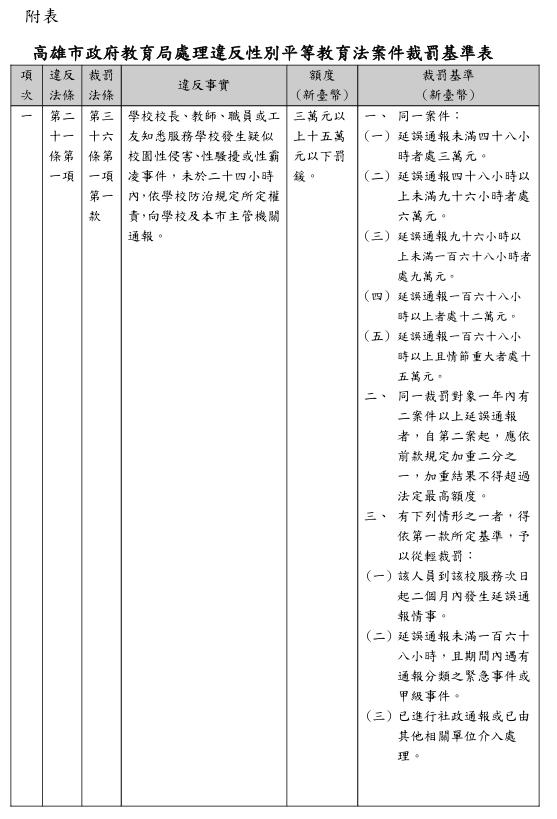 附表
高雄市政府教育局處理違反性別平等教育法案件裁罰基準表
項次 違反法條 裁罰法條 違反事實 額度（新臺幣） 裁罰基準（新臺幣）
一
第二十一條第一項
第三十六條第一項第一款
學校校長、教師、職員或工
友知悉服務學校發生疑似
校園性侵害、性騷擾或性霸
凌事件，未於二十四小時
內，依學校防治規定所定權
責，向學校及本市主管機關
通報。
三萬元以
上十五萬
元以下罰
鍰。
一、 同一案件：
（一）延誤通報未滿四十八小
時者處三萬元。
（二）延誤通報四十八小時以
上未滿九十六小時者處
六萬元。
（三）延誤通報九十六小時以
上未滿一百六十八小時者
處九萬元。
（四）延誤通報一百六十八小
時以上者處十二萬元。
（五）延誤通報一百六十八小
時以上且情節重大者處十
五萬元。
二、 同一裁罰對象一年內有
二案件以上延誤通報
者，自第二案起，應依
前款規定加重二分之
一，加重結果不得超過
法定最高額度。
三、 有下列情形之一者，得
依第一款所定基準，予
以從輕裁罰：
（一）該人員到該校服務次日
起二個月內發生延誤通
報情事。
（二）延誤通報未滿一百六十
八小時，且期間內遇有
通報分類之緊急事件或
甲級事件。
（三）已進行社政通報或已由
其他相關單位介入處
理。